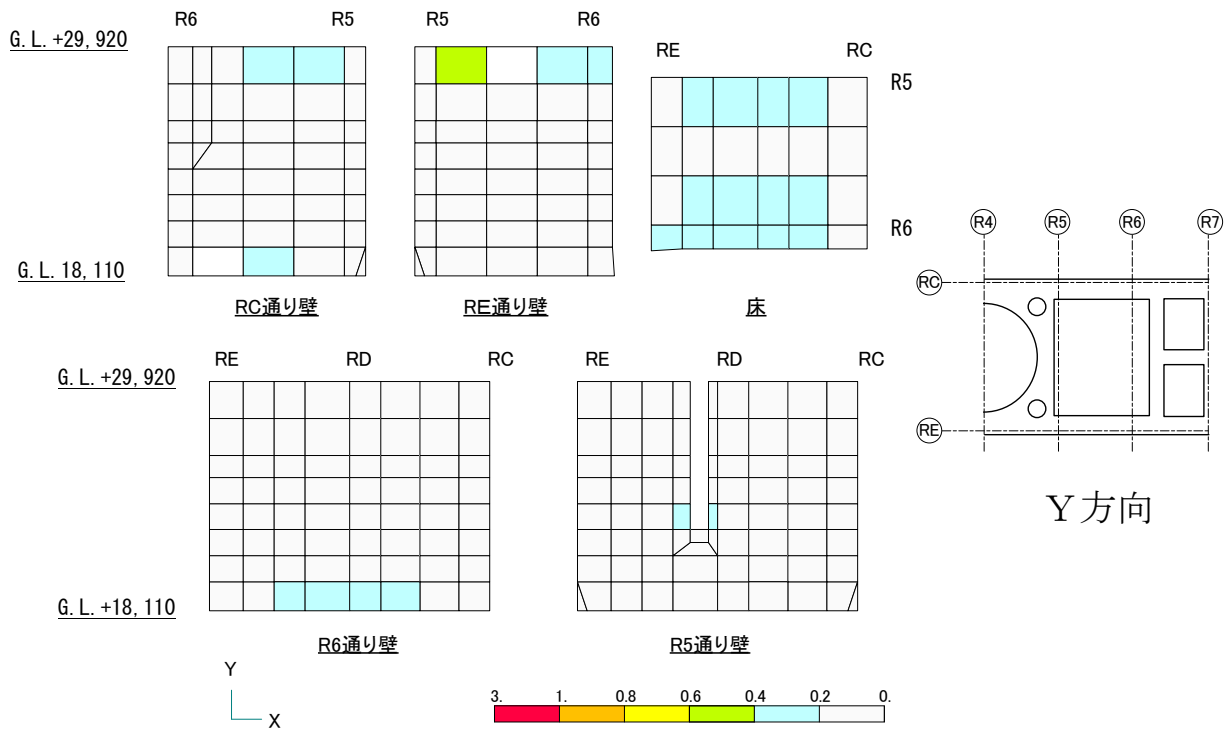 R6 R5 R5 R6
G.L.+29,920
RE RC
R5
R6
G.L.18,110
RC通り壁 RE通り壁 床
R4 R5 R6 R7
RC
RE
Y方向
RE RD RC RE RD RC
G.L.+29,920
G.L.+18,110
R6通り壁 R5通り壁
Y
X
3. 1. 0.8 0.6 0.4 0.2 0.